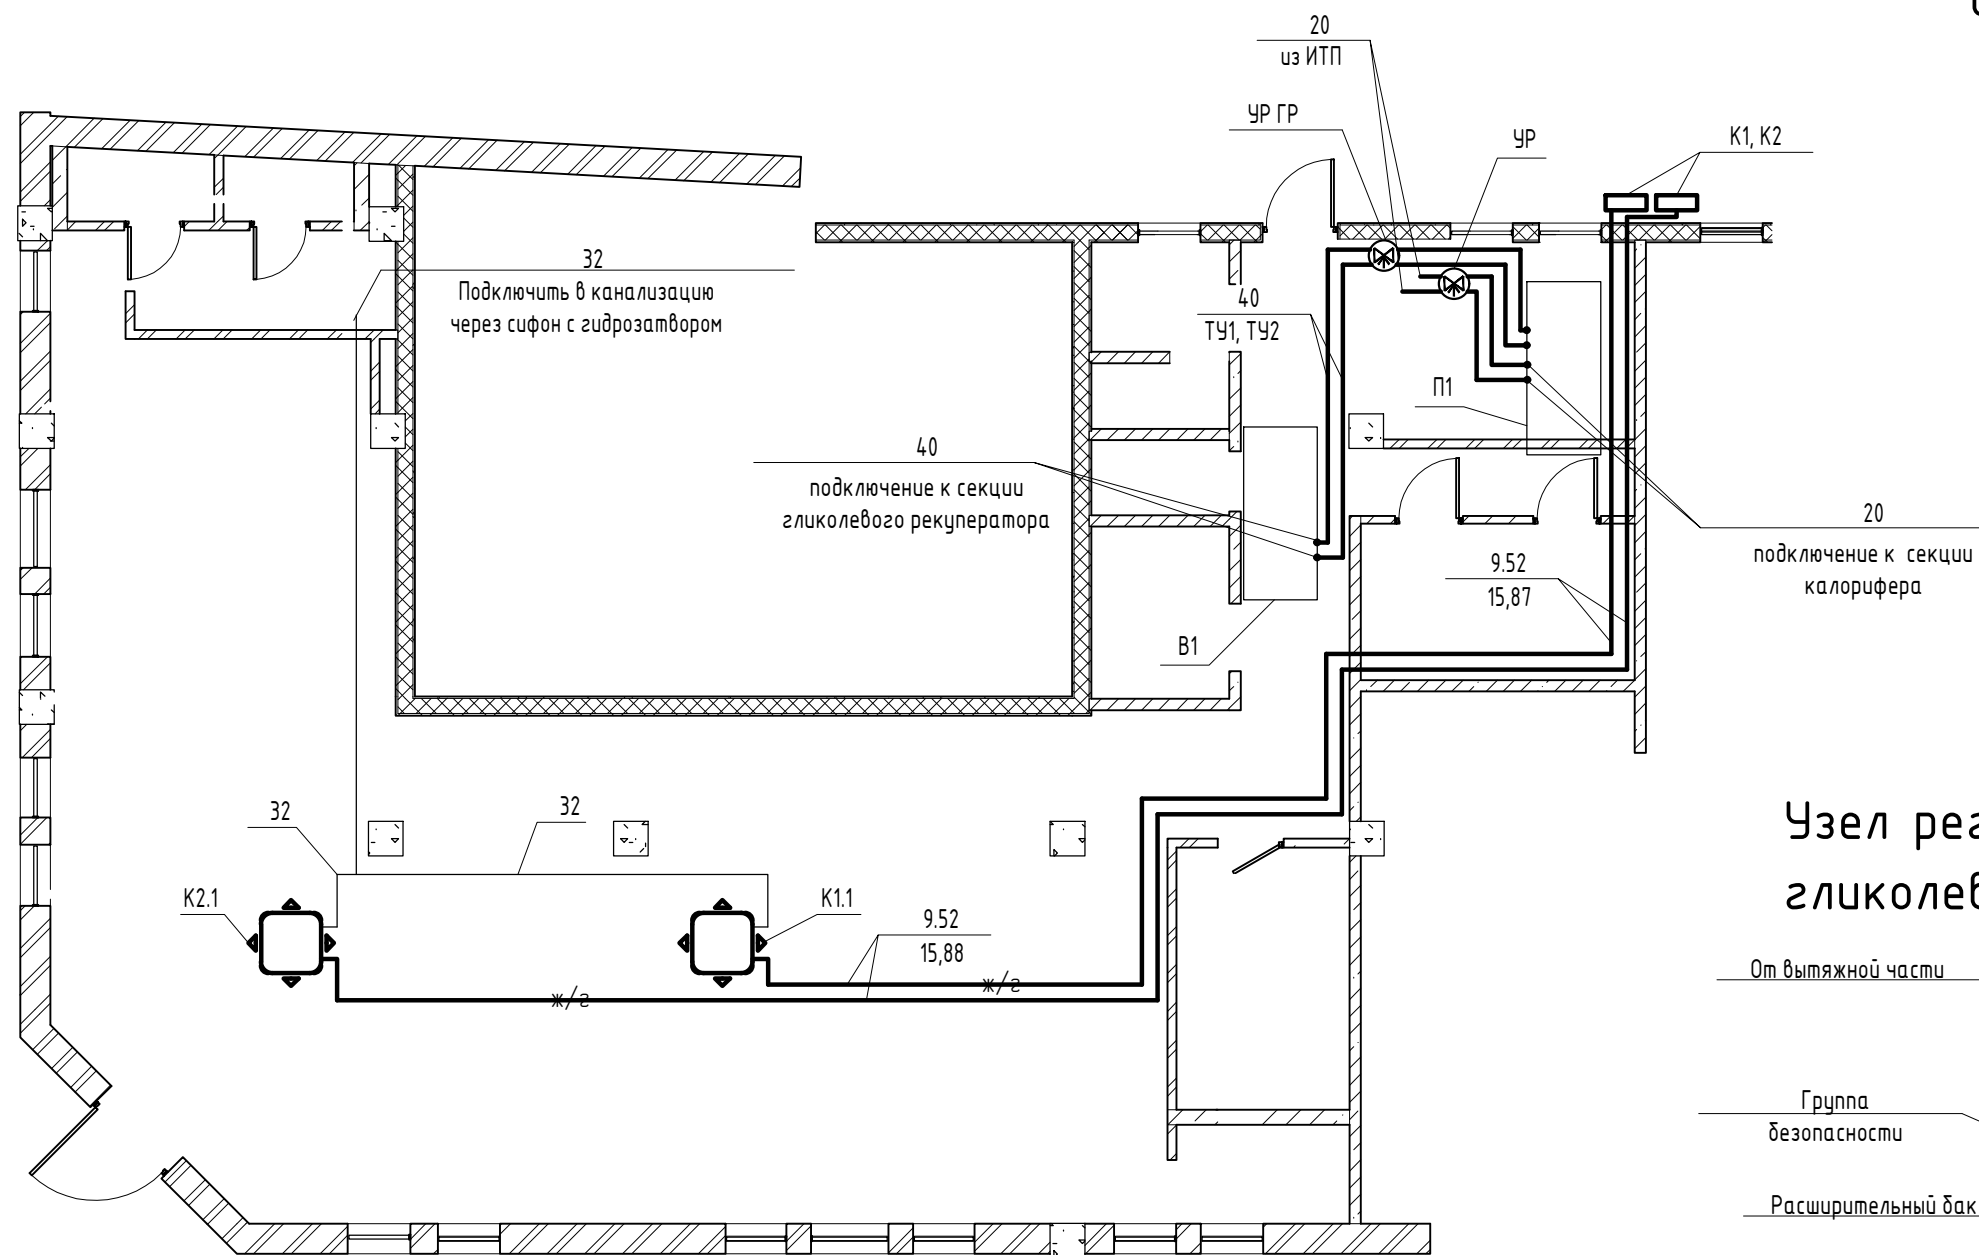 20
из ИТП
УР ГР
УР
К1, К2
32
Подключить в канализацию
через сифон с гидрозатвором
40
ТУ1, ТУ2
П1
40
подключение к секции
гликолевого рекуператора
20
подключение к секции
калорифера
9.52
15,87
В1
32
32
К2.1
К1.1
9.52
15,88
ж/г
ж/г
Узел рег
гликолев
От вытяжной части
Группа
безопасности
Расширительный бак